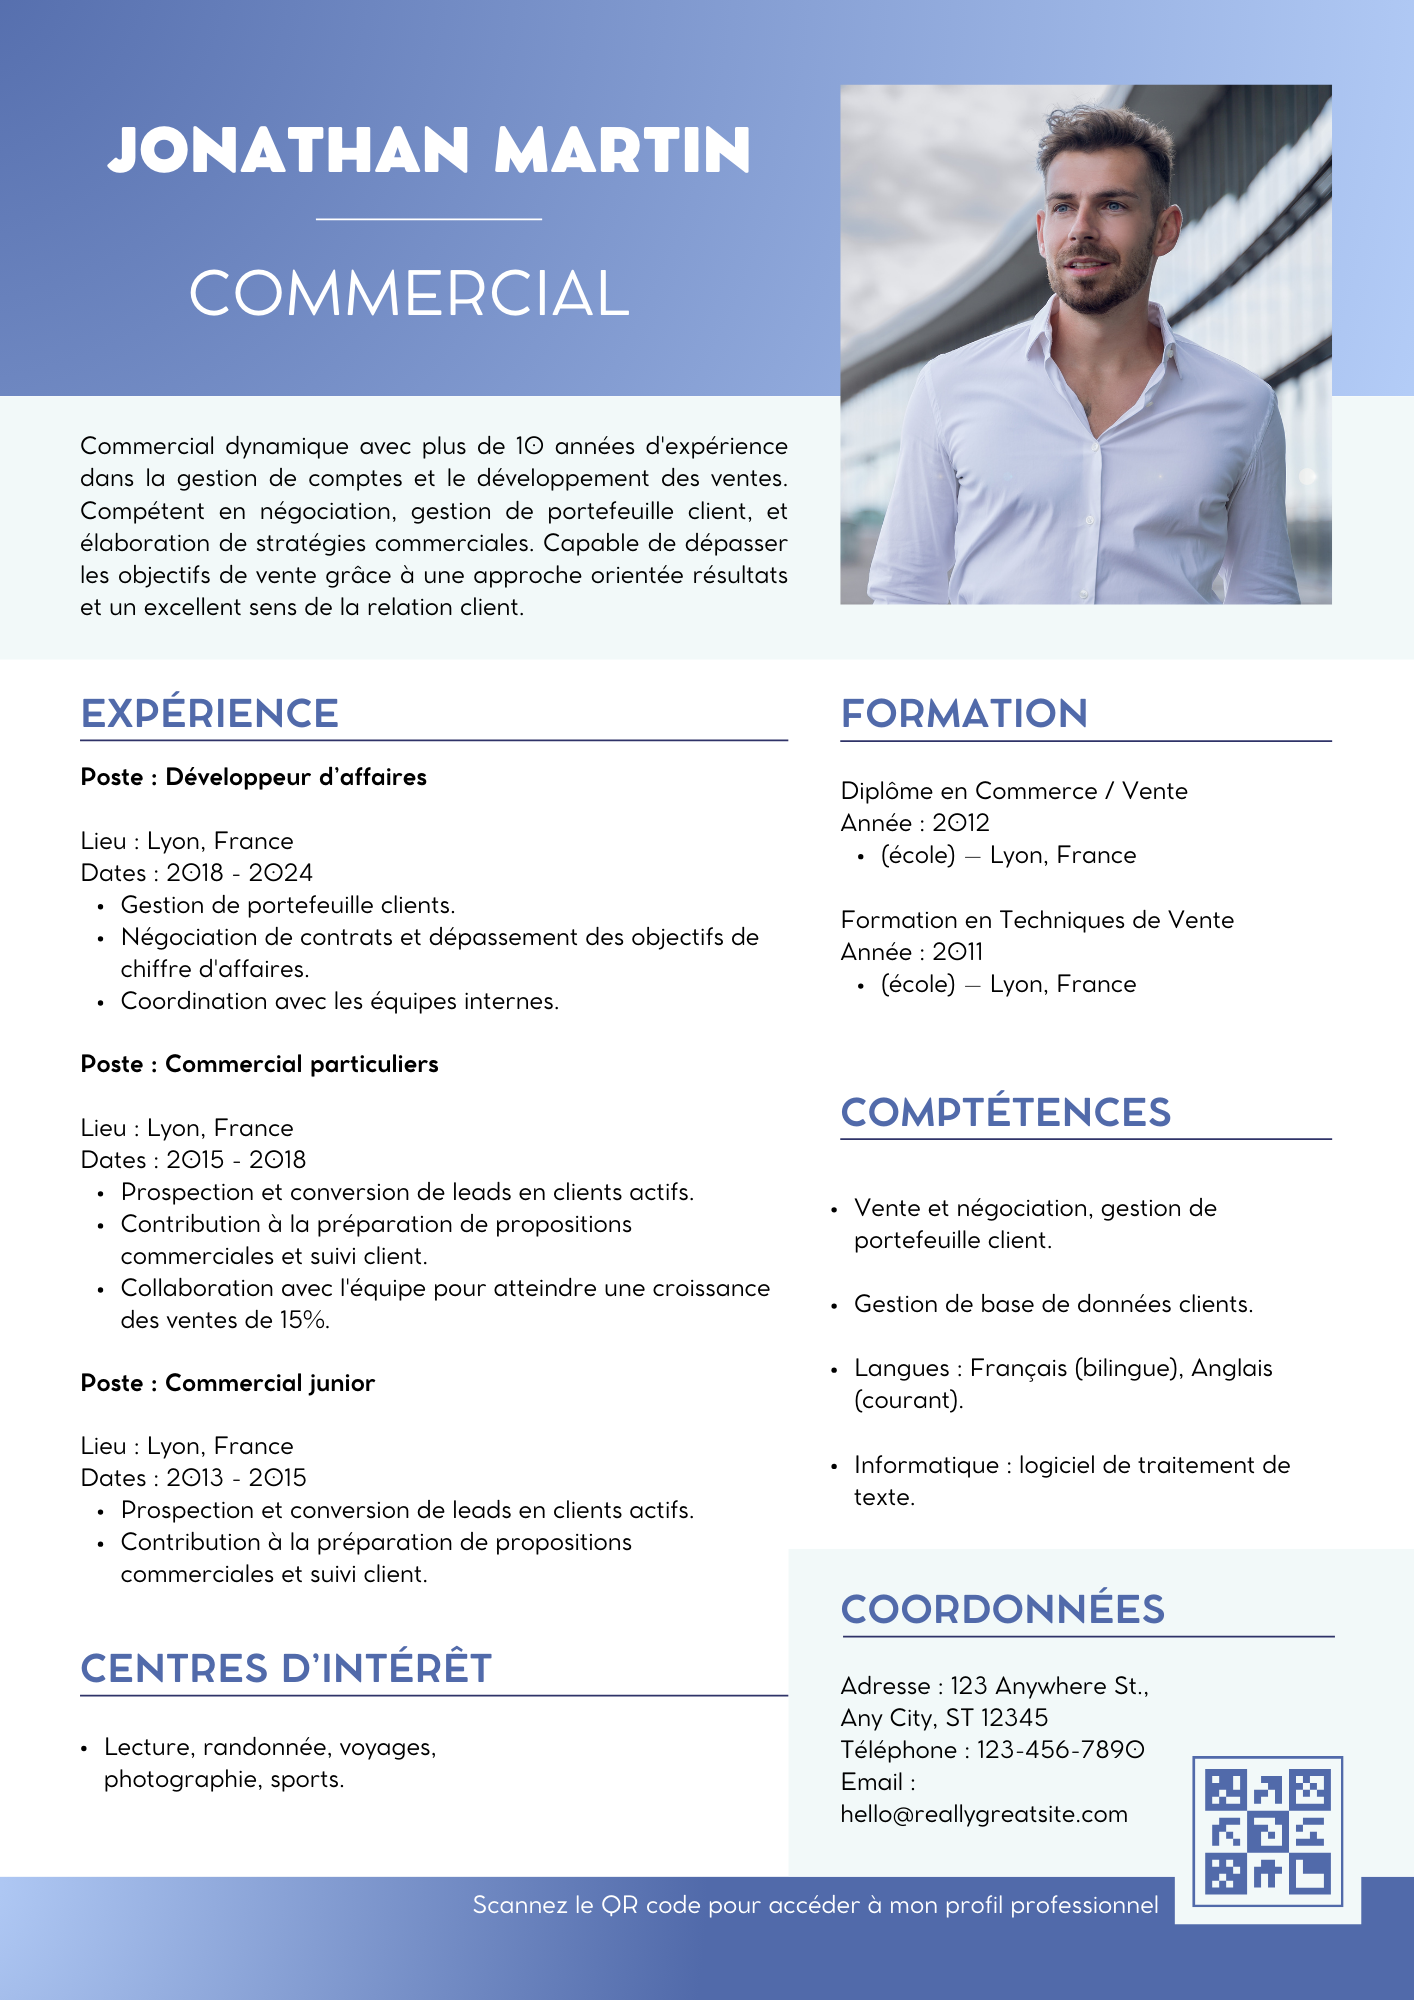 JONATHAN MARTIN
COMMERCIAL
Commercial dynamique avec plus de 10 années d'expérience
dans la gestion de comptes et le développement des ventes.
Compétent en négociation, gestion de portefeuille client, et
élaboration de stratégies commerciales. Capable de dépasser
les objectifs de vente grâce à une approche orientée résultats
et un excellent sens de la relation client.
EXPÉRIENCE
Poste : Développeur d’affaires
Lieu : Lyon, France
Dates : 2018 - 2024
• Gestion de portefeuille clients.
• Négociation de contrats et dépassement des objectifs de
chiffre d'affaires.
• Coordination avec les équipes internes.
Poste : Commercial particuliers
Lieu : Lyon, France
Dates : 2015 - 2018
• Prospection et conversion de leads en clients actifs.
• Contribution à la préparation de propositions
commerciales et suivi client.
• Collaboration avec l'équipe pour atteindre une croissance
des ventes de 15%.
Poste : Commercial junior
Lieu : Lyon, France
Dates : 2013 - 2015
• Prospection et conversion de leads en clients actifs.
• Contribution à la préparation de propositions
commerciales et suivi client.
CENTRES D’INTÉRÊT
• Lecture, randonnée, voyages,
photographie, sports.
FORMATION
Diplôme en Commerce / Vente
Année : 2012
• (école) — Lyon, France
Formation en Techniques de Vente
Année : 2011
• (école) — Lyon, France
COMPTÉTENCES
• Vente et négociation, gestion de
portefeuille client.
• Gestion de base de données clients.
• Langues : Français (bilingue), Anglais
(courant).
• Informatique : logiciel de traitement de
texte.
COORDONNÉES
Adresse : 123 Anywhere St.,
Any City, ST 12345
Téléphone : 123-456-7890
Email :
hello@reallygreatsite.com
Scannez le QR code pour accéder à mon profil professionnel